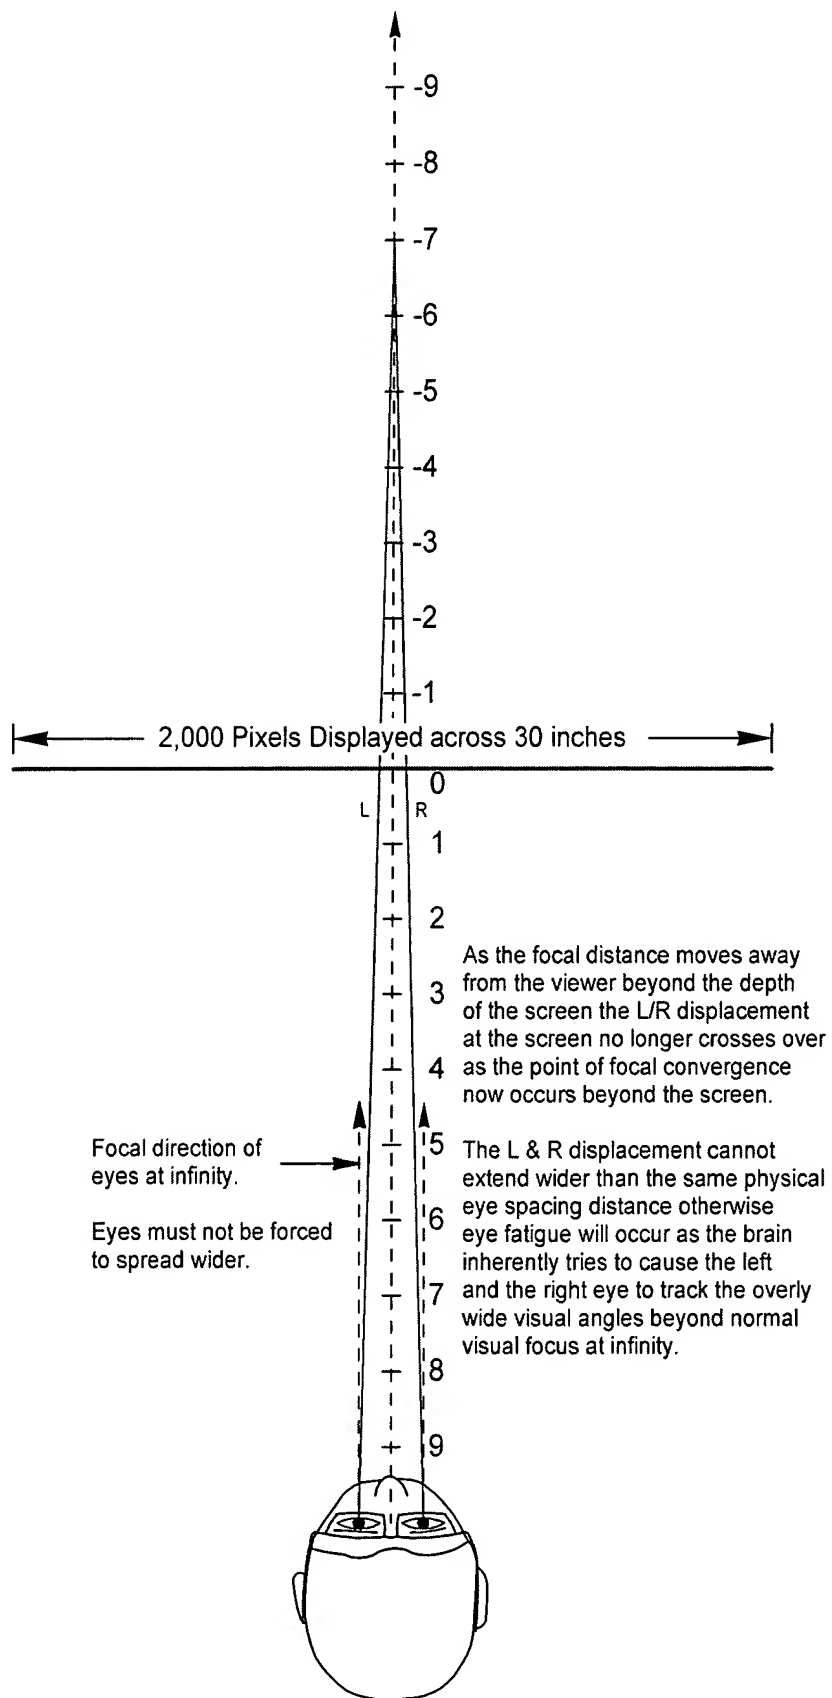 -9
-8
-7
-6
-5
-4
-3
-2
-1
2,000 Pixels Displayed across 30 inches
0
L
R
1
2
3
4
5
6
7
8
9
As the focal distance moves away
from the viewer beyond the depth
of the screen the L/R displacement
at the screen no longer crosses over
as the point of focal convergence
now occurs beyond the screen.
The L & R displacement cannot
extend wider than the same physical
eye spacing distance otherwise
eye fatigue will occur as the brain
inherently tries to cause the left
and the right eye to track the overly
wide visual angles beyond normal
visual focus at infinity.
Focal direction of
eyes at infinity.
Eyes must not be forced
to spread wider.